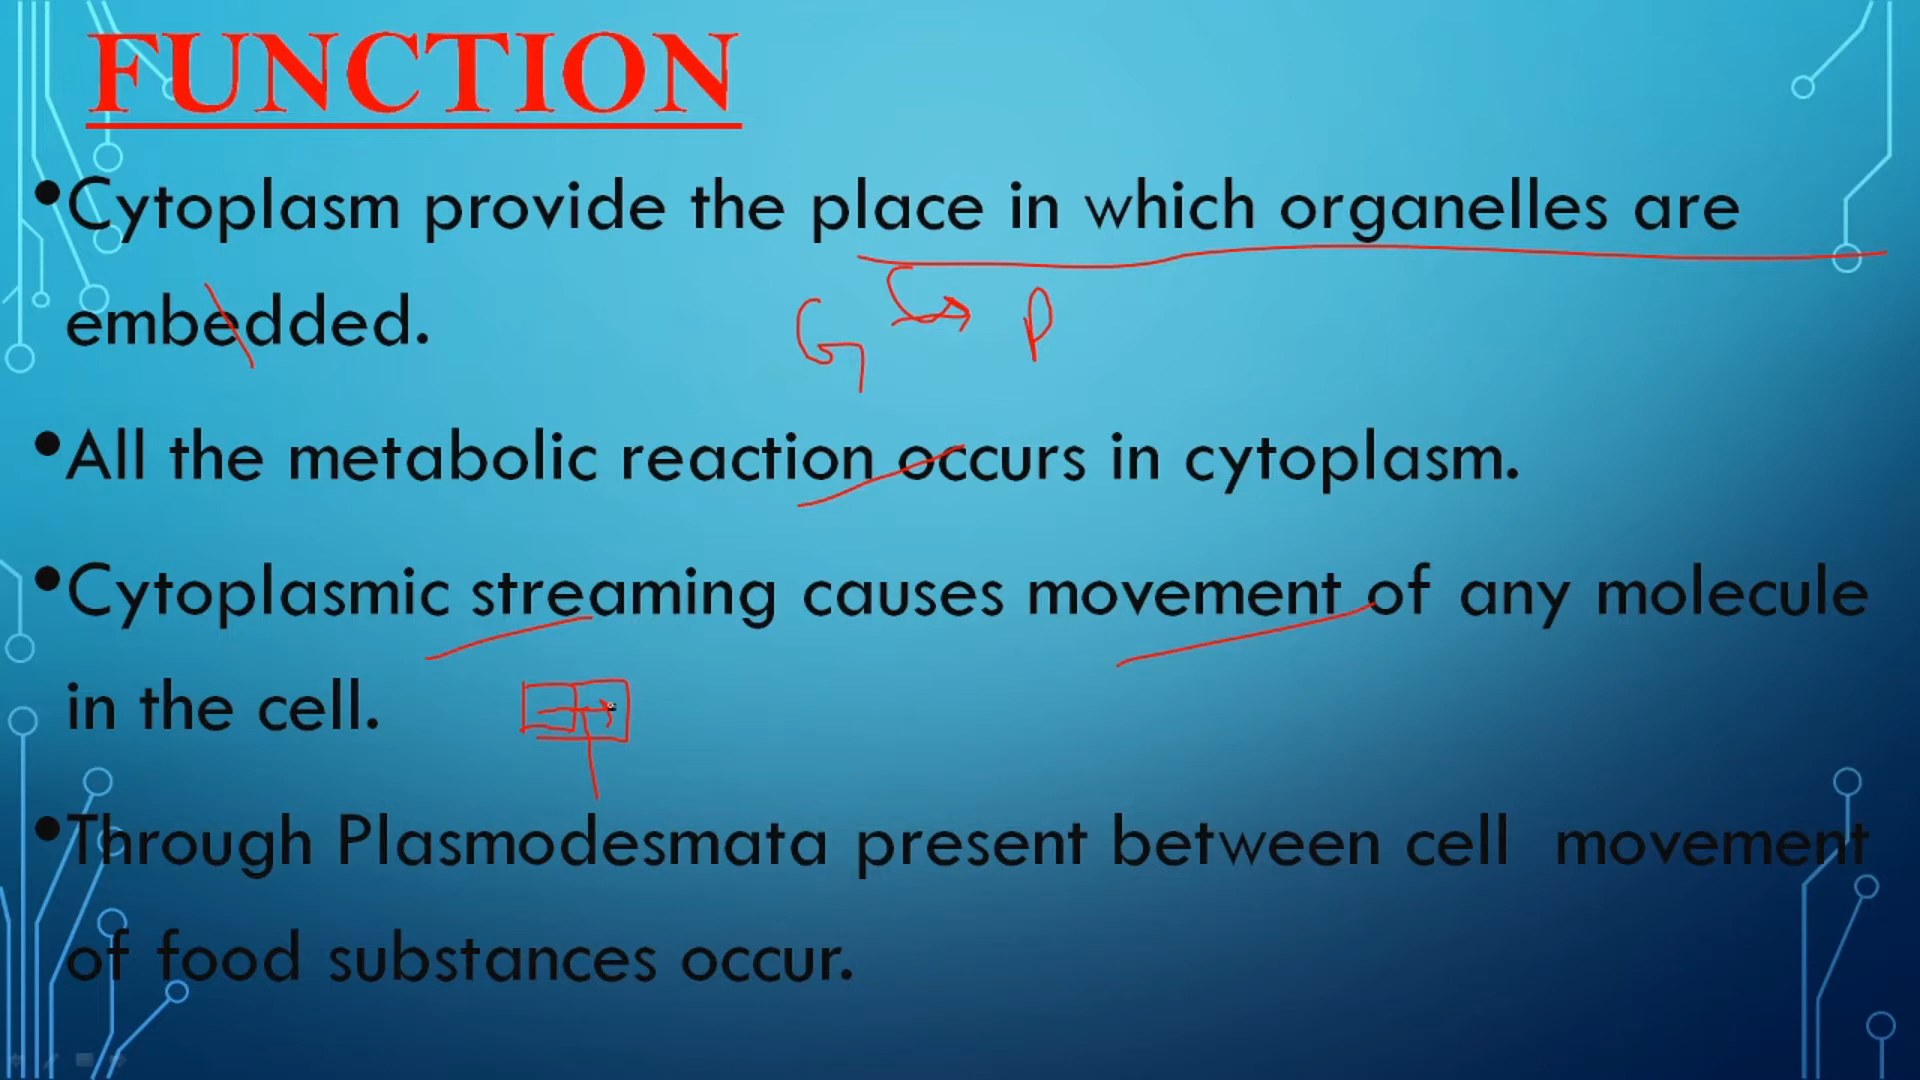 FUNCTION
•Cytoplasm provide the place in which organelles are
embedded.
G P
•All the metabolic reaction occurs in cytoplasm.
•Cytoplasmic streaming causes movement of any molecule
in the cell.
•Through Plasmodesmata present between cell movement
of food substances occur.